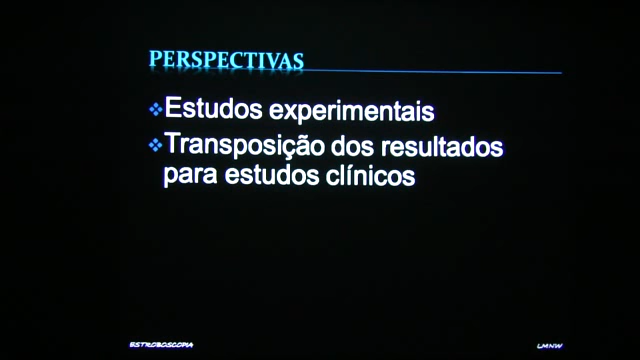 PERSPECTIVAS
Estudos experimentais
Transposição dos resultados
para estudos clínicos
ESTROBOSCOPIA
LMNW